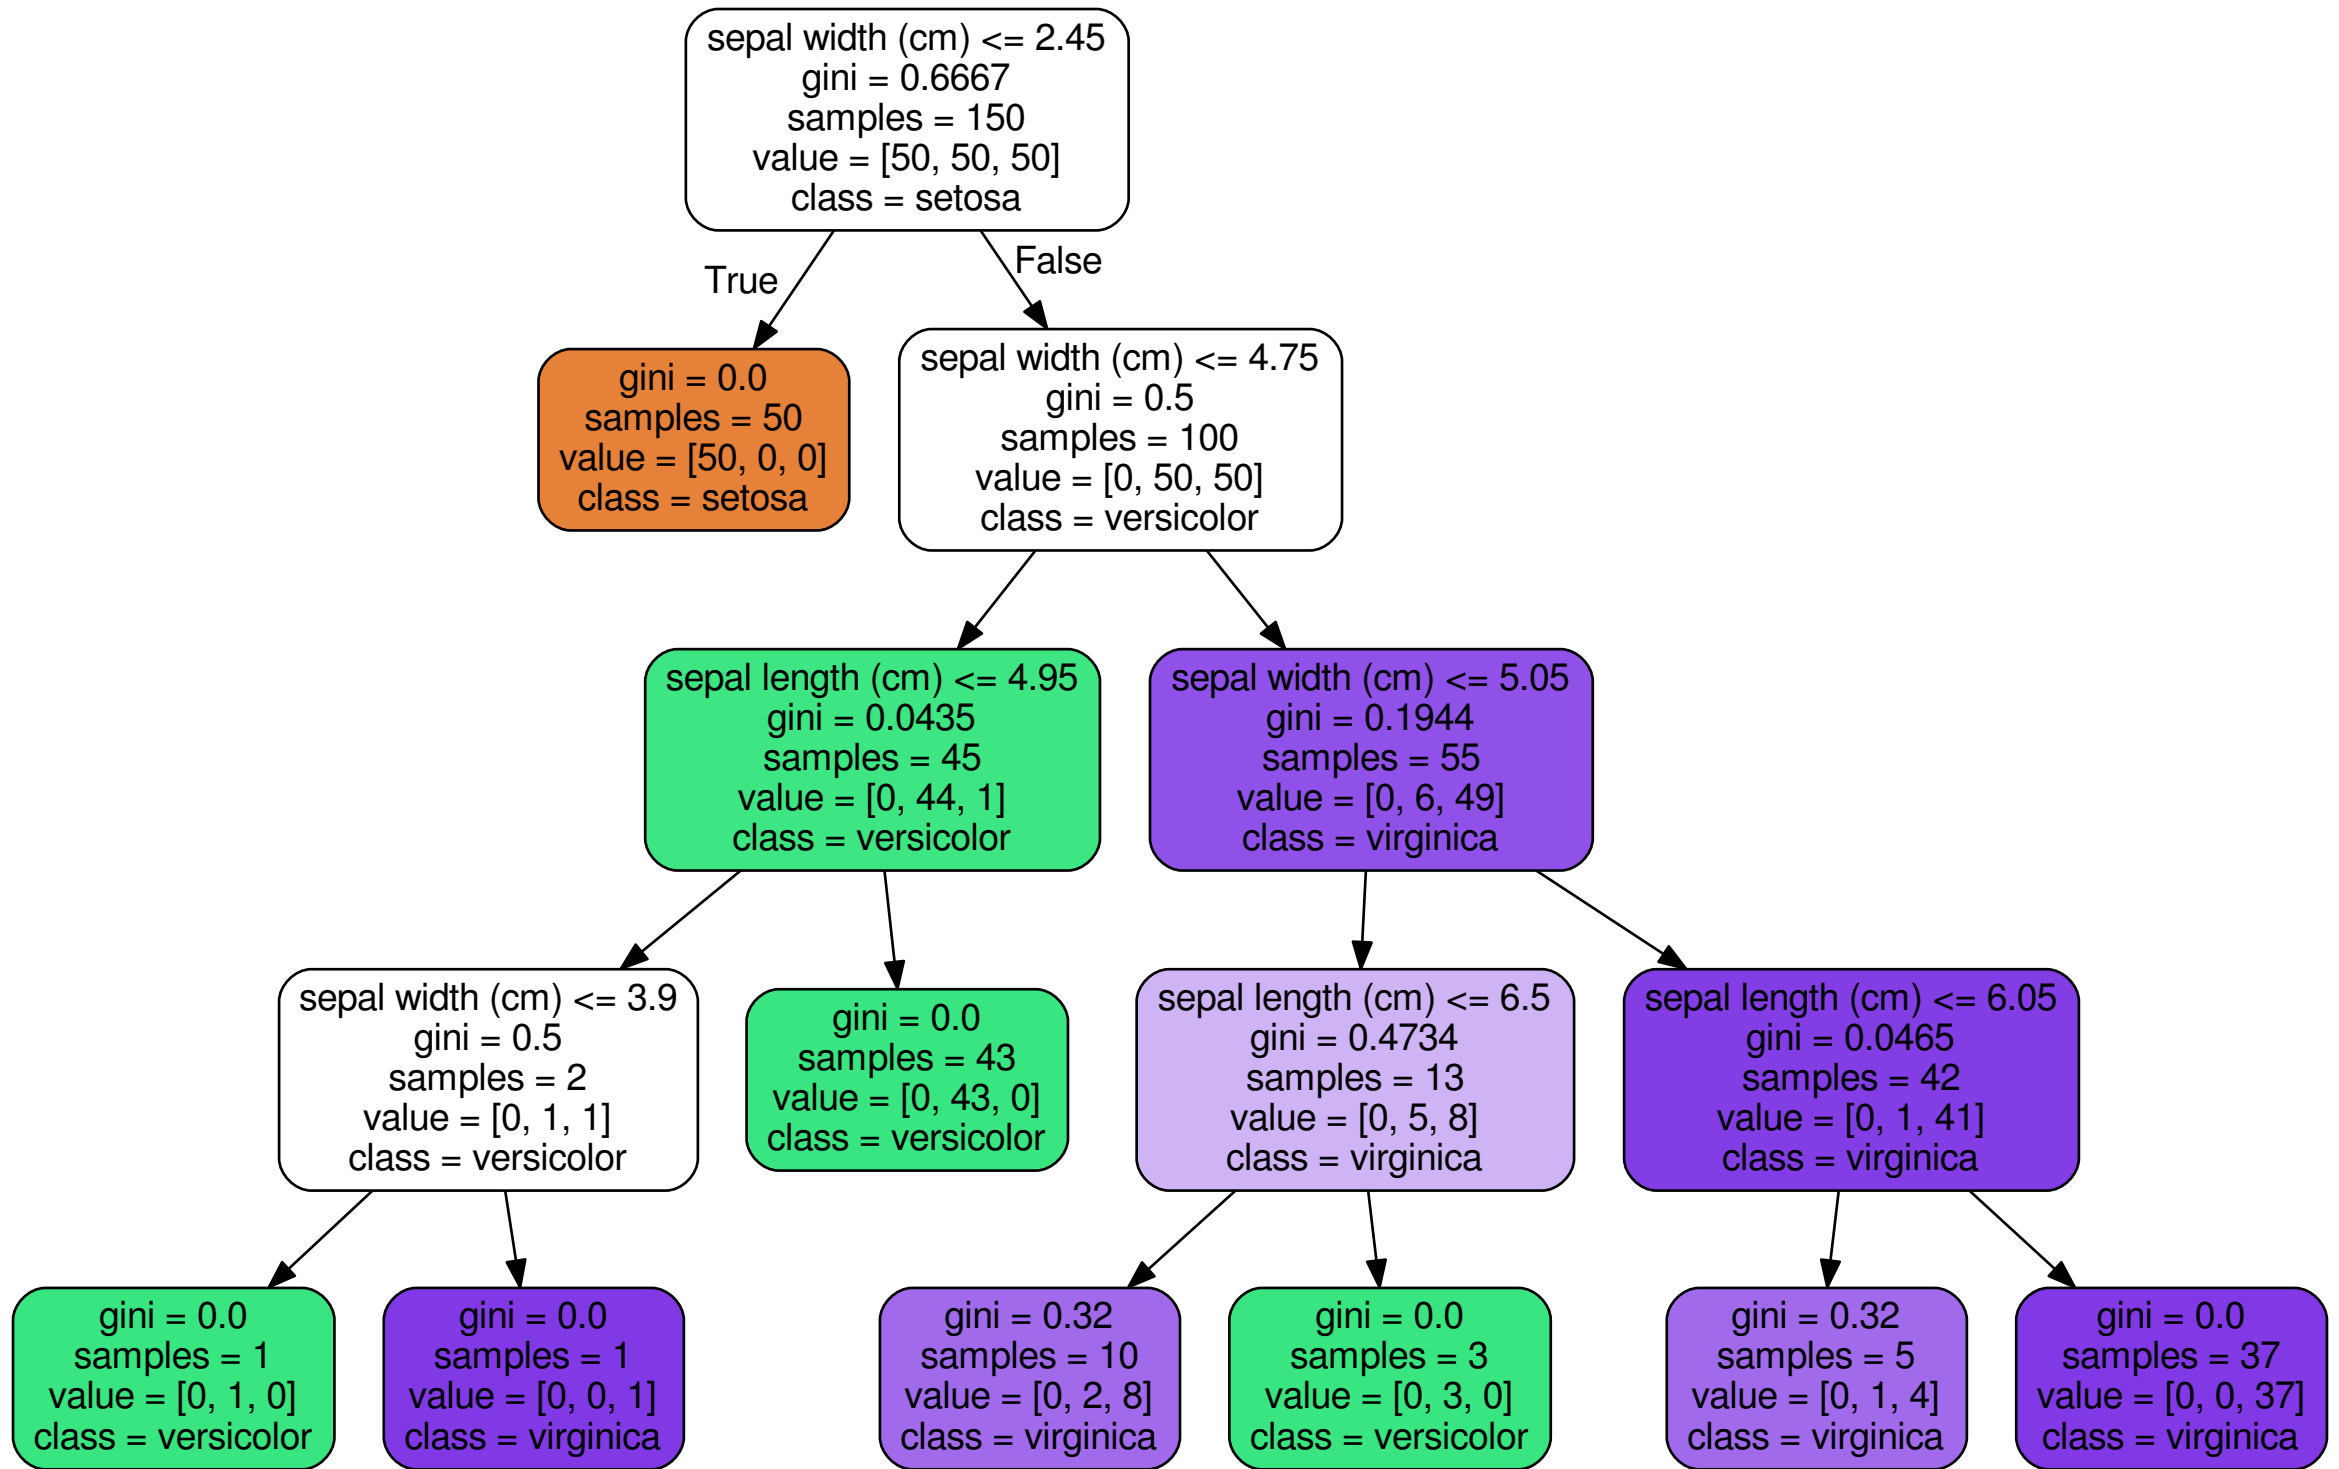 sepal width (cm) <= 2.45
gini = 0.6667
samples = 150
value = [50, 50, 50]
class = setosa
True
False
gini = 0.0
samples = 50
value = [50, 0, 0]
class = setosa
sepal width (cm) <= 4.75
gini = 0.5
samples = 100
value = [0, 50, 50]
class = versicolor
sepal length (cm) <= 4.95
gini = 0.0435
samples = 45
value = [0, 44, 1]
class = versicolor
sepal width (cm) <= 5.05
gini = 0.1944
samples = 55
value = [0, 6, 49]
class = virginica
sepal width (cm) <= 3.9
gini = 0.5
samples = 2
value = [0, 1, 1]
class = versicolor
gini = 0.0
samples = 43
value = [0, 43, 0]
class = versicolor
sepal length (cm) <= 6.5
gini = 0.4734
samples = 13
value = [0, 5, 8]
class = virginica
sepal length (cm) <= 6.05
gini = 0.0465
samples = 42
value = [0, 1, 41]
class = virginica
gini = 0.0
samples = 1
value = [0, 1, 0]
class = versicolor
gini = 0.0
samples = 1
value = [0, 0, 1]
class = virginica
gini = 0.32
samples = 10
value = [0, 2, 8]
class = virginica
gini = 0.0
samples = 3
value = [0, 3, 0]
class = versicolor
gini = 0.32
samples = 5
value = [0, 1, 4]
class = virginica
gini = 0.0
samples = 37
value = [0, 0, 37]
class = virginica